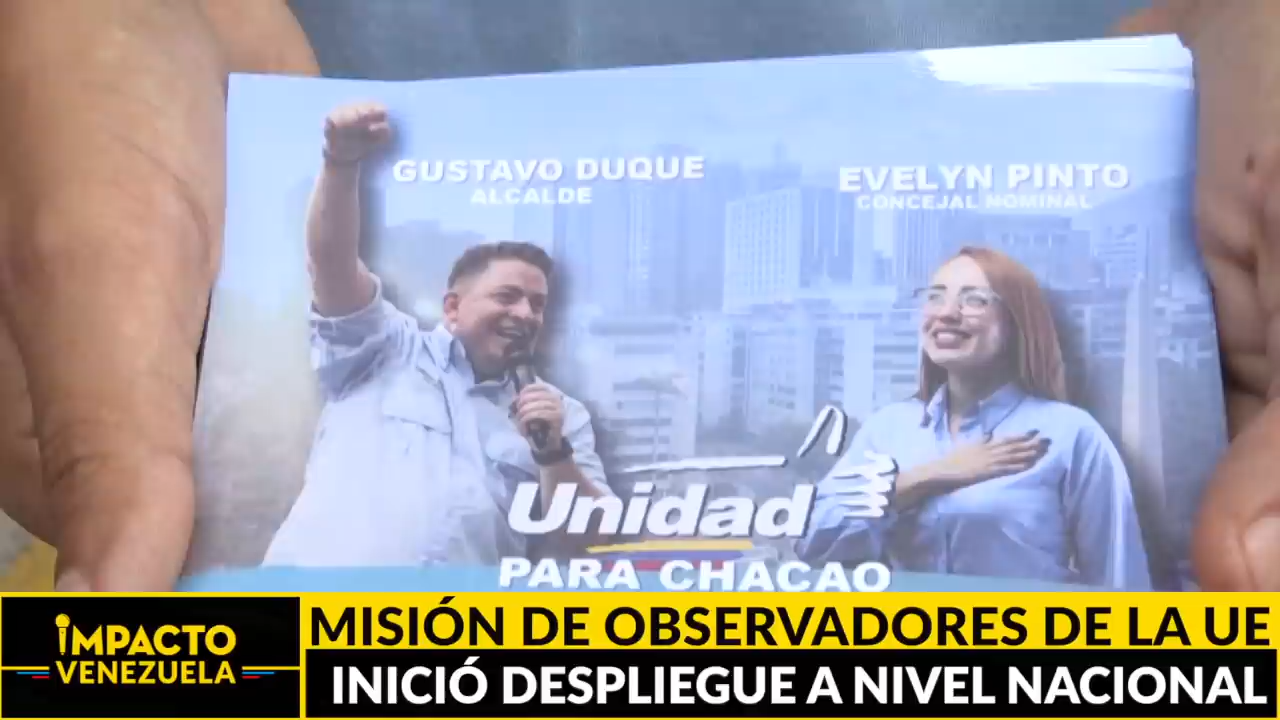 GUSTAVO DUQUE
ALCALDE
EVELYN PINTO
CONCEJAL NOMINAL
Unidad
PARA CHACAO
IMPACTO
VENEZUELA
MISIÓN DE OBSERVADORES DE LA UE
INICIÓ DESPLIEGUE A NIVEL NACIONAL